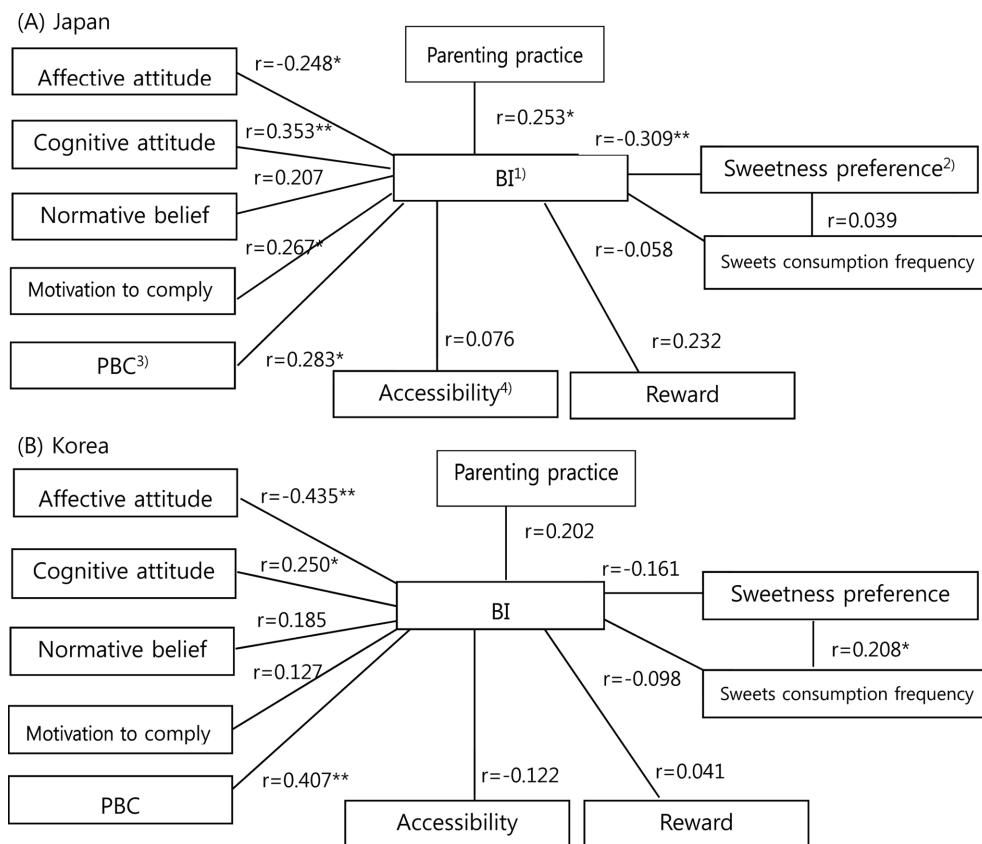 (A) Japan
Parenting practice
Affective attitude
r=-0.248*
r=0.253*
Cognitive attitude
r=0.353**
r=-0.309**
BI1)
Sweetness preference2)
r=0.207
Normative belief
r=0.039
r=0.267*
r=-0.058
Sweets consumption frequency
Motivation to comply
PBC3)
r=0.283*
r=0.076
r=0.232
Accessibility4)
Reward
(B) Korea
Parenting practice
Affective attitude
r=-0.435**
r=0.202
Cognitive attitude
r=0.250*
r=-0.161
BI
Sweetness preference
r=0.185
Normative belief
r=0.208*
r=0.127
r=-0.098
Sweets consumption frequency
Motivation to comply
PBC
r=0.407**
r=-0.122
r=0.041
Accessibility
Reward